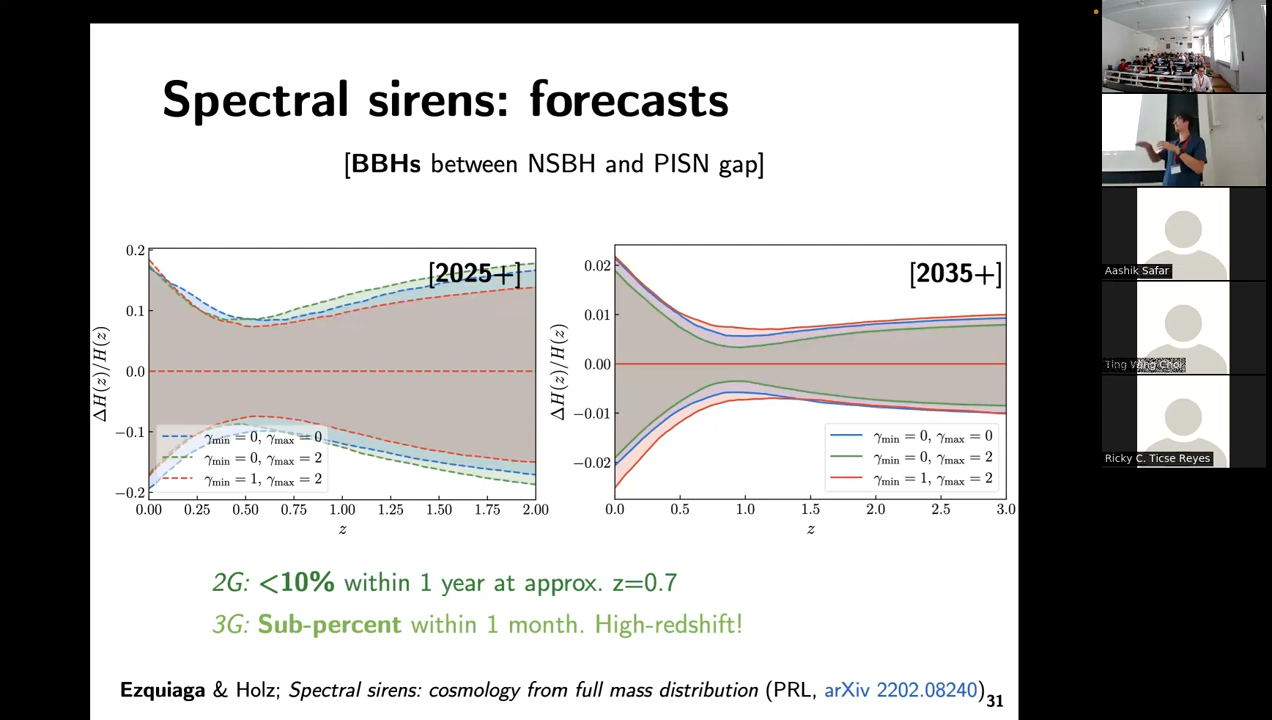 Spectral sirens: forecasts
[BBHs between NSBH and PISN gap]
[2025+]
0.2
0.1
0.0
−0.1
−0.2
ΔH(z)/H(z)
γmin = 0, γmax = 0
γmin = 0, γmax = 2
γmin = 1, γmax = 2
0.00 0.25 0.50 0.75 1.00 1.25 1.50 1.75 2.00
z
[2035+]
0.02
0.01
0.00
−0.01
−0.02
ΔH(z)/H(z)
γmin = 0, γmax = 0
γmin = 0, γmax = 2
γmin = 1, γmax = 2
0.0 0.5 1.0 1.5 2.0 2.5 3.0
z
2G: <10% within 1 year at approx. z=0.7
3G: Sub-percent within 1 month. High-redshift!
Ezquiaga & Holz; Spectral sirens: cosmology from full mass distribution (PRL, arXiv 2202.08240)
31
Aashik Safar
Ting
Ricky C. Ticse Reyes